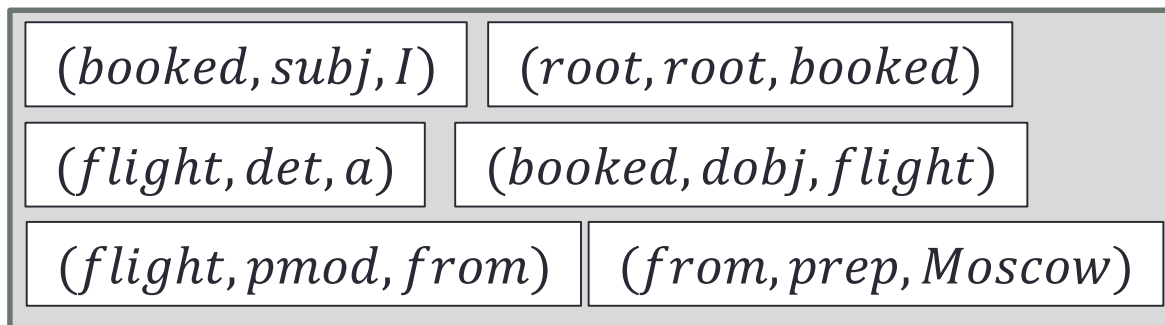 (booked, subj, I) (root, root, booked)
(flight, det, a) (booked, dobj, flight)
(flight, pmod, from) (from, prep, Moscow)